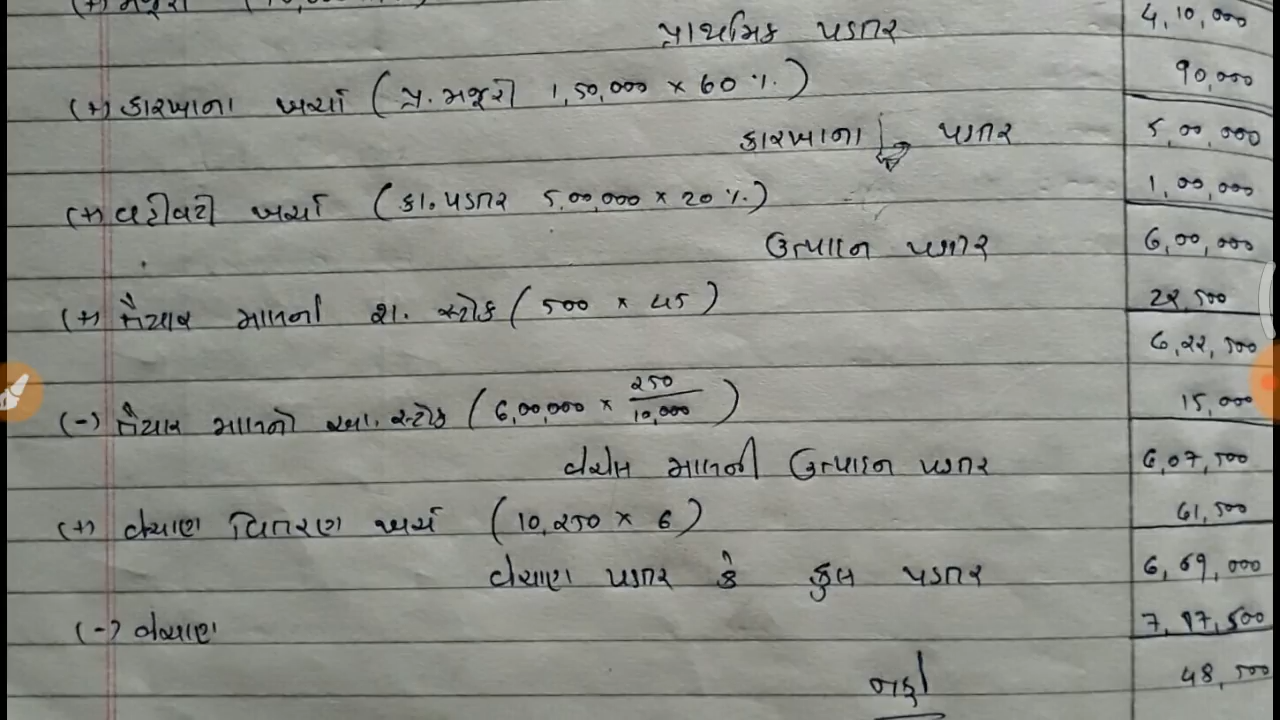 પ્રાથમિક પડતર 4,10,000
(+) કારખાના ખર્ચા (પ્ર. મજૂરી 1,50,000 × 60 %.) 90,000
કારખાના પડતર 5,00,000
(+) વહીવટી ખર્ચા (કા. પડતર 5,00,000 × 20 %.) 1,00,000
ઉત્પાદન પડતર 6,00,000
(+) તૈયાર માલનો શ. સ્ટોક (500 × 45) 22,500
6,22,500
(-) તૈયાર માલનો આ. સ્ટોક (6,00,000 × 250/10,000) 15,000
વેચેલ માલની ઉત્પાદન પડતર 6,07,500
(+) વેચાણ વિતરણ ખર્ચ (10,250 × 6) 61,500
વેચાણ પડતર કે કુલ પડતર 6,69,000
(-) વેચાણ 7,17,500
નફો 48,500